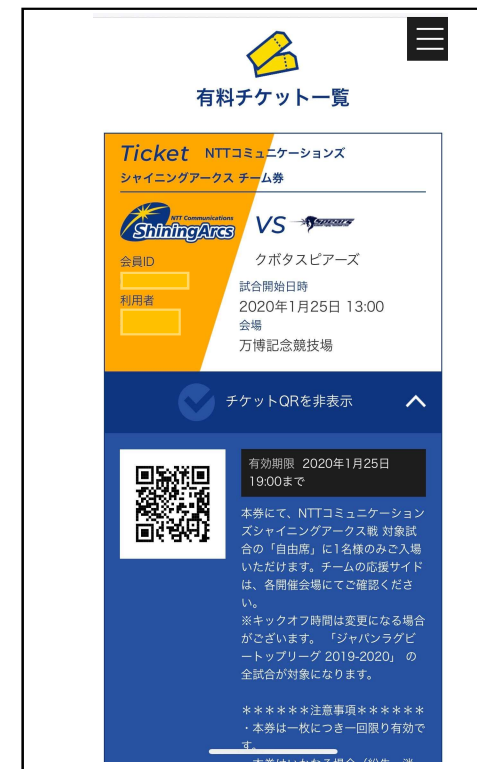 有料チケット一覧
Ticket NTTコミュニケーションズ
シャイニングアークス チーム券
NTT Communications
ShiningArcs
VS
会員ID
クボタスピアーズ
利用者
試合開始日時
2020年1月25日 13:00
会場
万博記念競技場
チケットQRを非表示
有効期限 2020年1月25日
19:00まで
本券にて、NTTコミュニケーション
ズシャイニングアークス戦 対象試
合の「自由席」に1名様のみご入場
いただけます。チームの応援サイド
は、各開催会場にてご確認くださ
い。
※キックオフ時間は変更になる場合
がございます。 「ジャパンラグビ
ートップリーグ 2019-2020」 の
全試合が対象になります。
＊＊＊＊＊＊注意事項＊＊＊＊＊＊
・本券は一枚につき一回限り有効で
す。